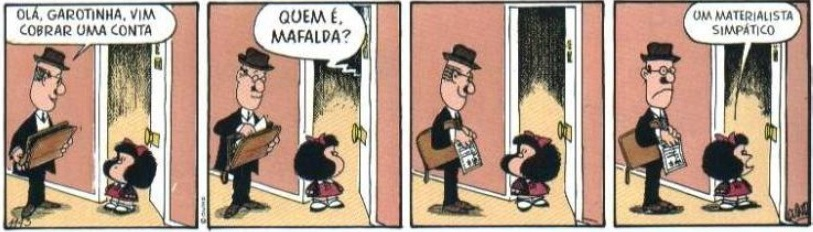 OLÁ, GAROTINHA, VIM
COBRAR UMA CONTA
QUEM É,
MAFALDA?
UM MATERIALISTA
SIMPÁTICO